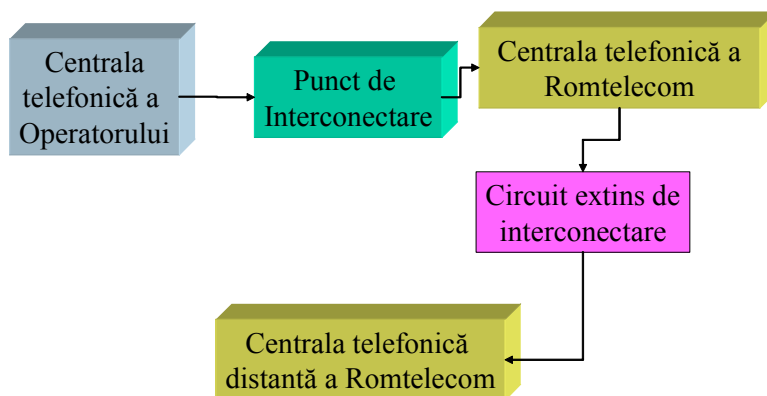 Centrala
telefonică a
Operatorului
Punct de
Interconectare
Centrala telefonică a
Romtelecom
Circuit extins de
interconectare
Centrala telefonică
distantă a Romtelecom